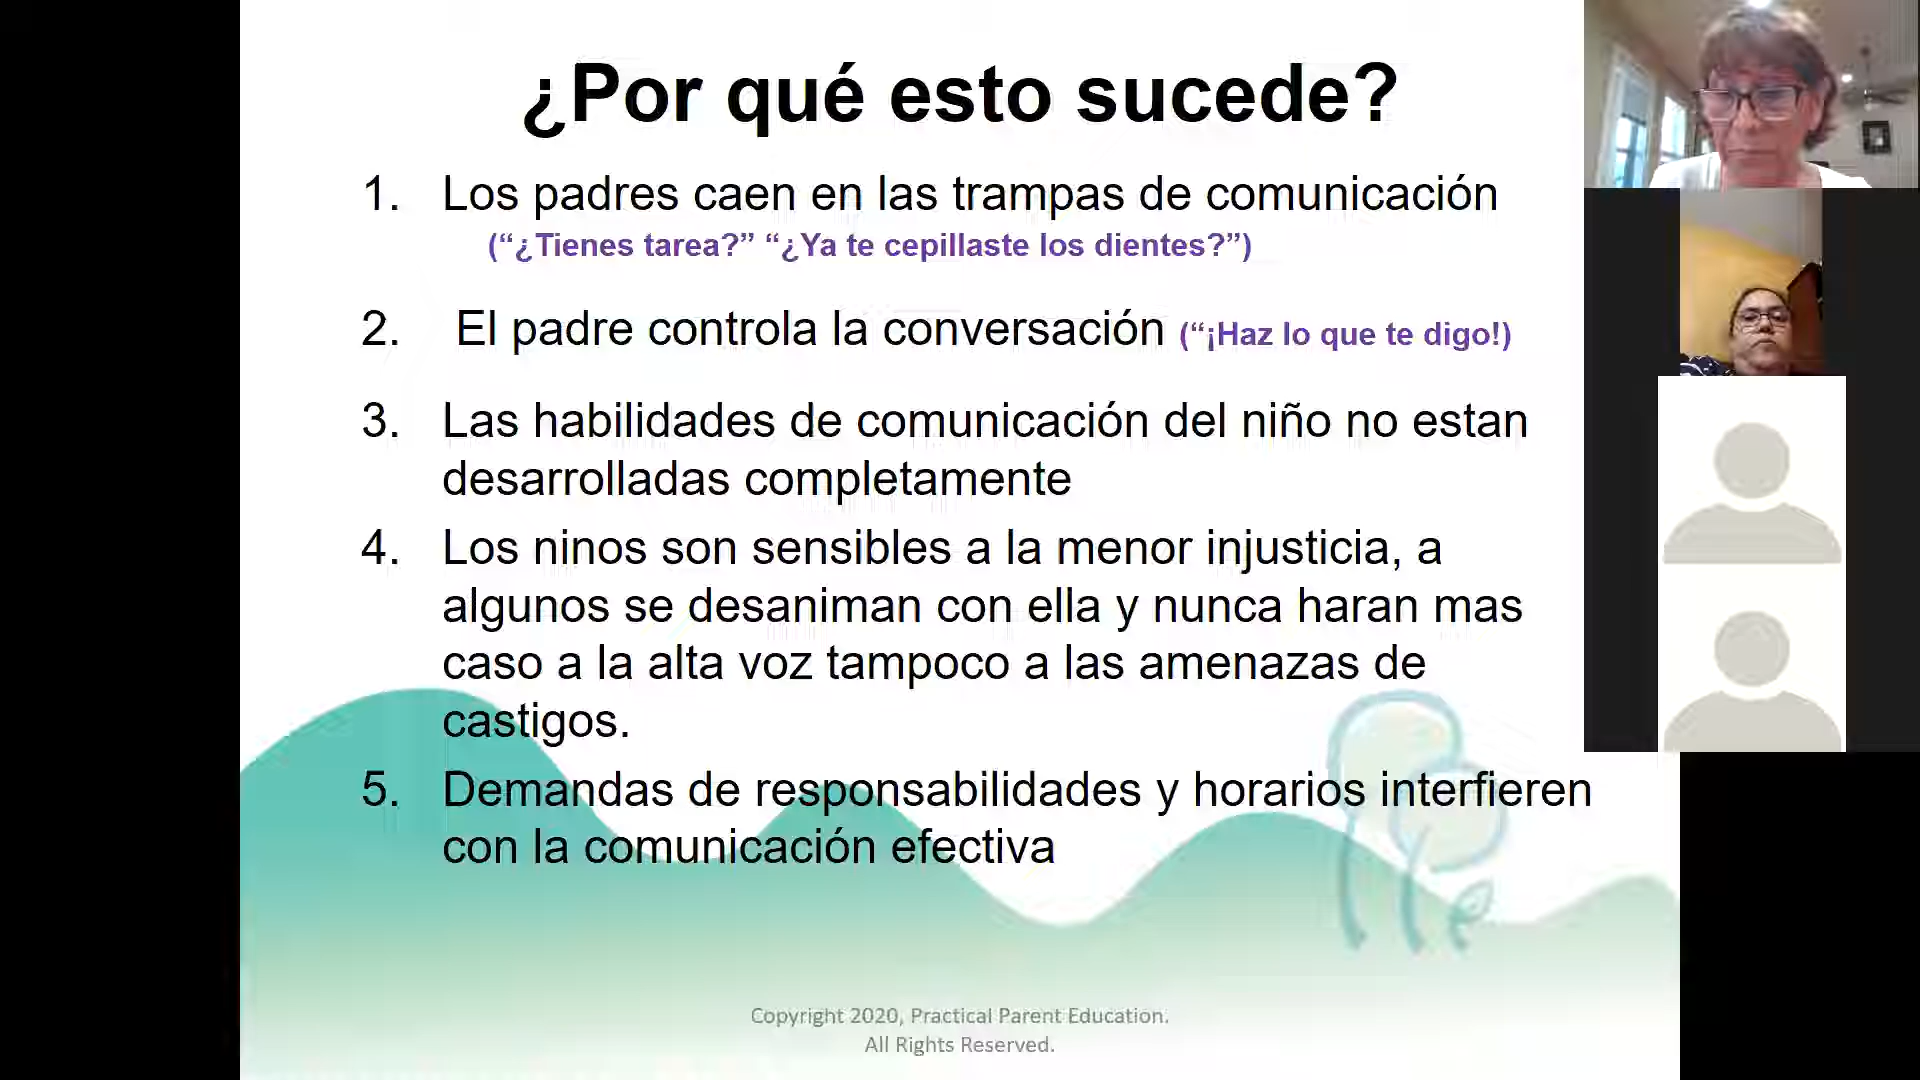 ¿Por qué esto sucede?
1. Los padres caen en las trampas de comunicación
(“¿Tienes tarea?” “¿Ya te cepillaste los dientes?”)
2. El padre controla la conversación (“¡Haz lo que te digo!)
3. Las habilidades de comunicación del niño no estan
desarrolladas completamente
4. Los ninos son sensibles a la menor injusticia, a
algunos se desaniman con ella y nunca haran mas
caso a la alta voz tampoco a las amenazas de
castigos.
5. Demandas de responsabilidades y horarios interfieren
con la comunicación efectiva
Copyright 2020, Practical Parent Education.
All Rights Reserved.